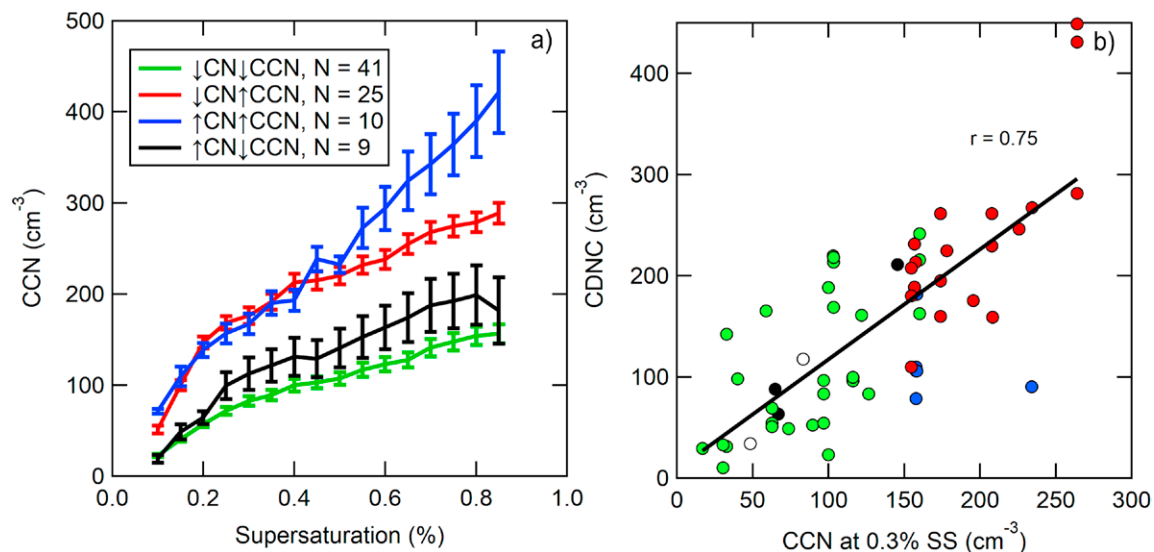 a)
CCN (cm⁻³)
500
400
300
200
100
0
↓CN↓CCN, N = 41
↓CN↑CCN, N = 25
↑CN↑CCN, N = 10
↑CN↓CCN, N = 9
0.0 0.2 0.4 0.6 0.8 1.0
Supersaturation (%)
b)
CDNC (cm⁻³)
400
300
200
100
0
r = 0.75
0 50 100 150 200 250 300
CCN at 0.3% SS (cm⁻³)